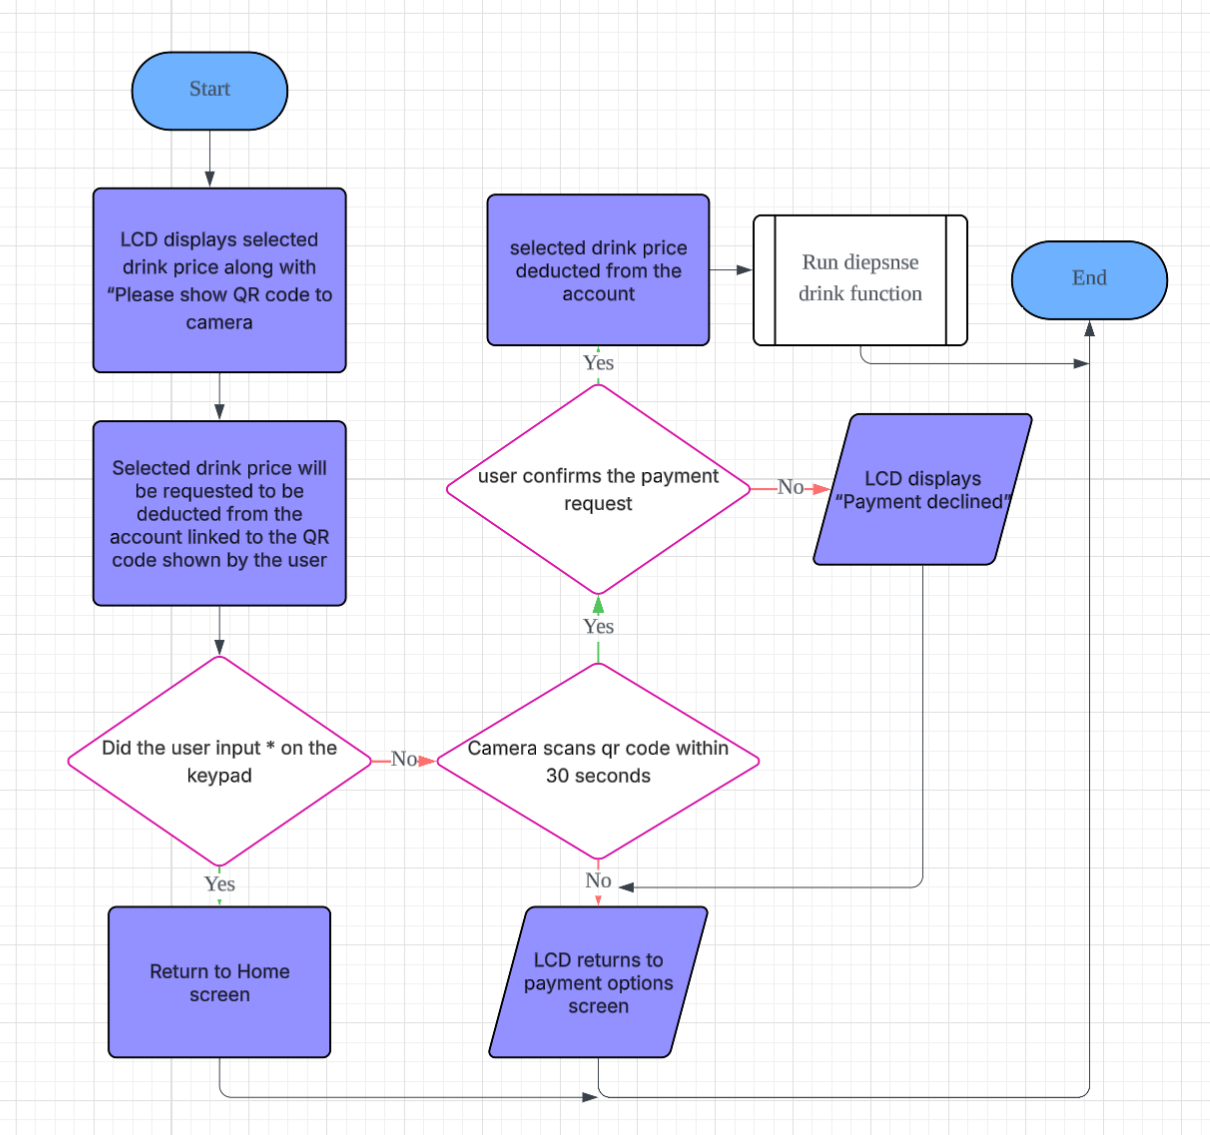 Start
LCD displays selected
drink price along with
“Please show QR code to
camera
Selected drink price will
be requested to be
deducted from the
account linked to the QR
code shown by the user
Did the user input * on the
keypad
Yes
Return to Home
screen
No
Camera scans qr code within
30 seconds
No
LCD returns to
payment options
screen
Yes
user confirms the payment
request
No
LCD displays
“Payment declined”
Yes
selected drink price
deducted from the
account
Run diepsnse
drink function
End